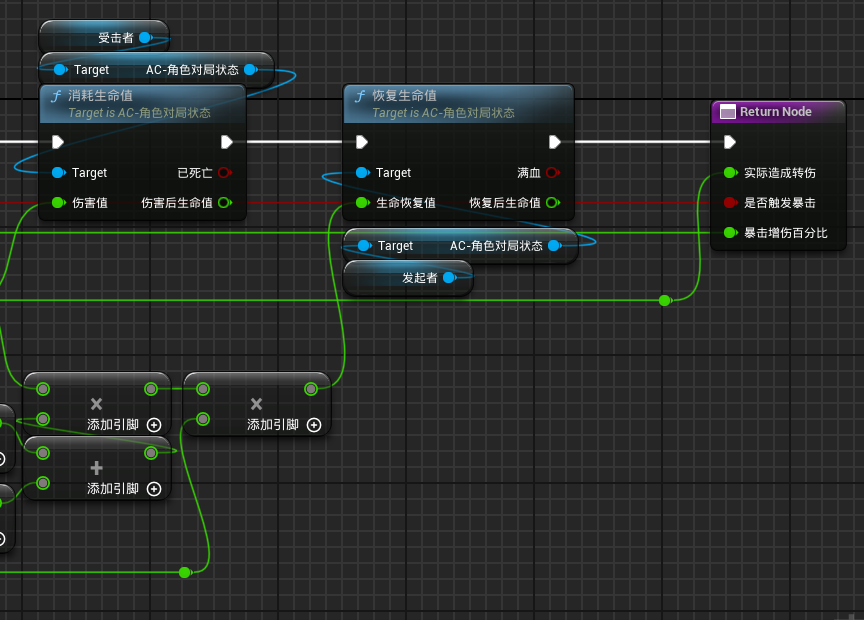 受击者
Target AC-角色对局状态
消耗生命值
Target is AC-角色对局状态
Target 已死亡
伤害值 伤害后生命值
恢复生命值
Target is AC-角色对局状态
Target 满血
生命恢复值 恢复后生命值
Target AC-角色对局状态
发起者
Return Node
实际造成转伤
是否触发暴击
暴击增伤百分比
添加引脚
添加引脚
添加引脚